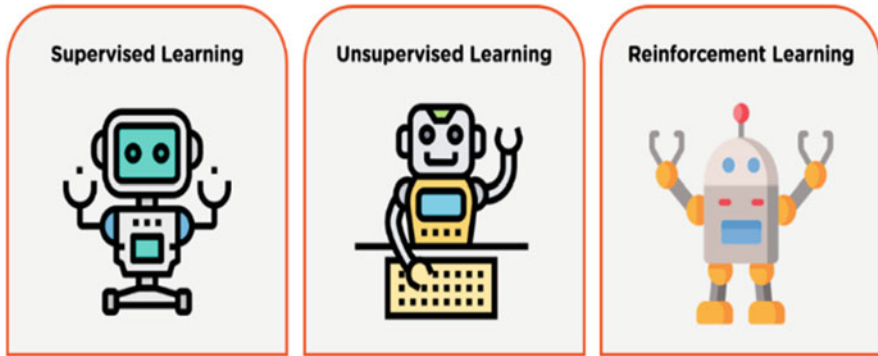 Supervised Learning
Unsupervised Learning
Reinforcement Learning